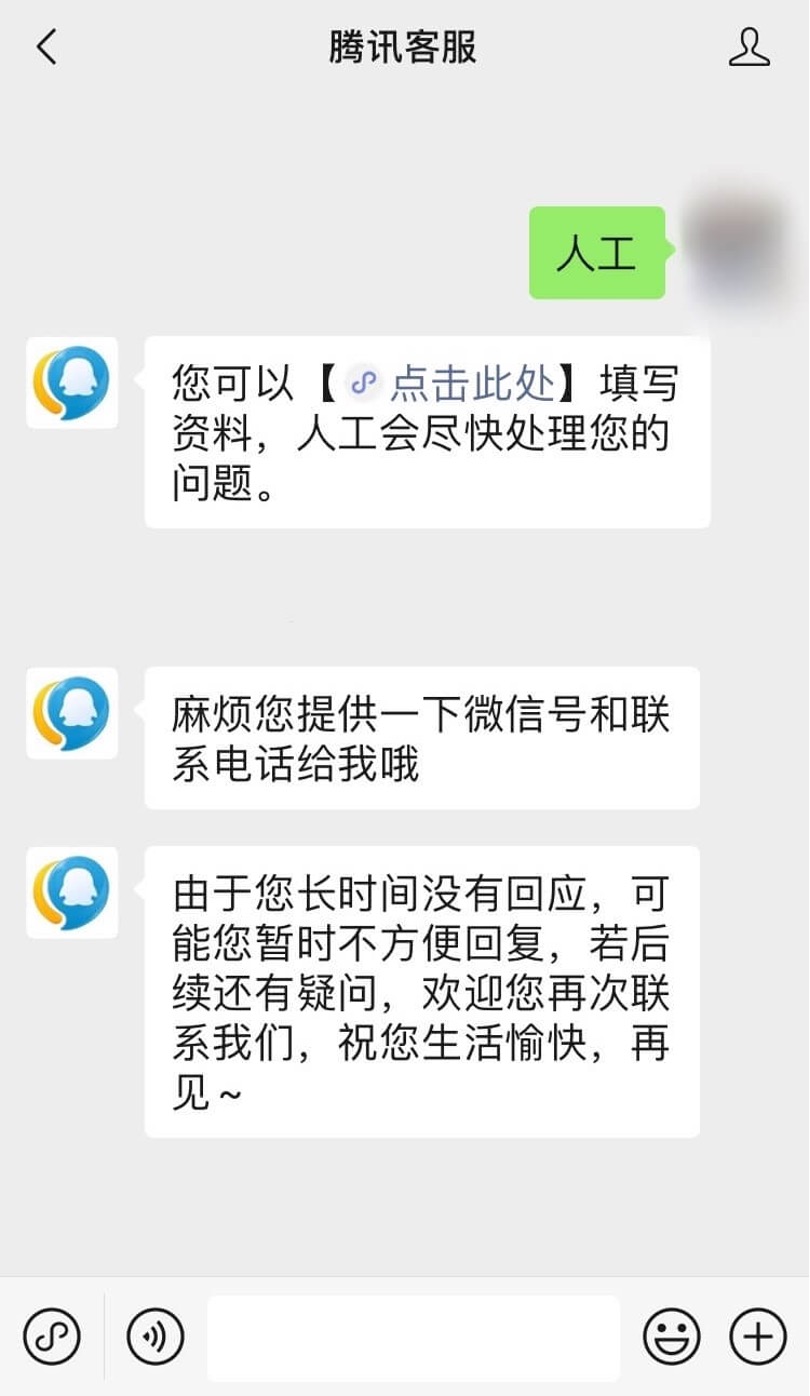 腾讯客服
人工
您可以【点击此处】填写
资料，人工会尽快处理您的
问题。
麻烦您提供一下微信号和联
系电话给我哦
由于您长时间没有回应，可
能您暂时不方便回复，若后
续还有疑问，欢迎您再次联
系我们，祝您生活愉快，再
见~